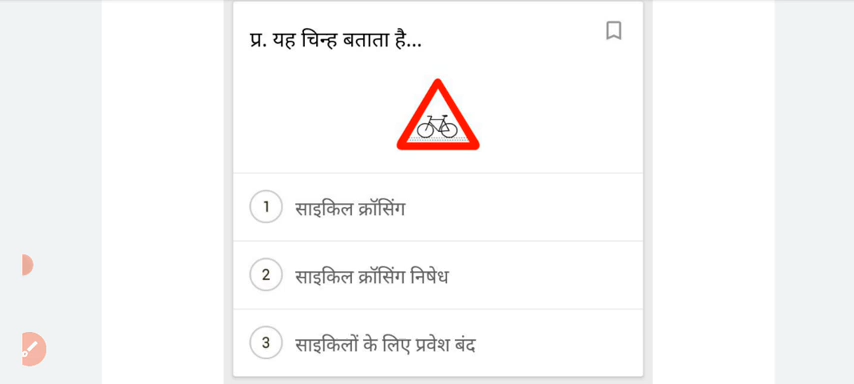 प्र. यह चिन्ह बताता है...
1 साइकिल क्रॉसिंग
2 साइकिल क्रॉसिंग निषेध
3 साइकिलों के लिए प्रवेश बंद